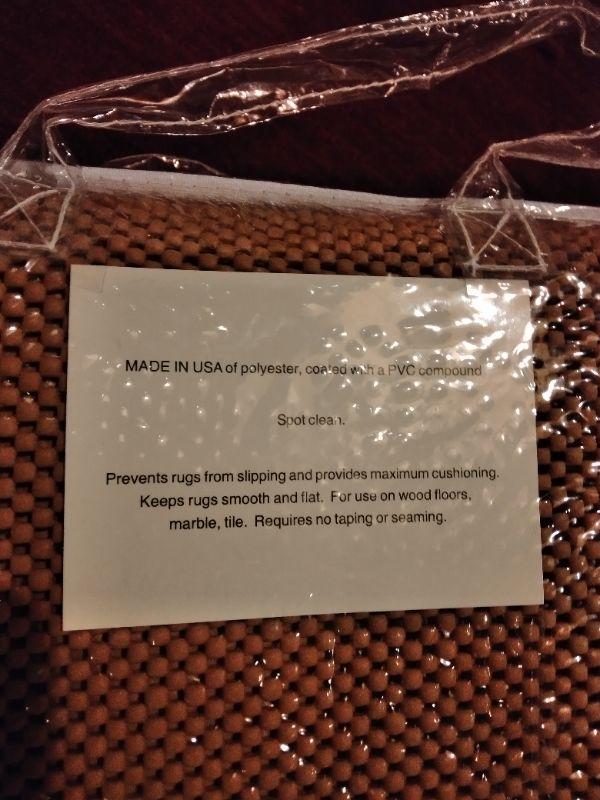 MADE IN USA of polyester, coated with a PVC compound
Spot clean.
Prevents rugs from slipping and provides maximum cushioning.
Keeps rugs smooth and flat. For use on wood floors,
marble, tile. Requires no taping or seaming.